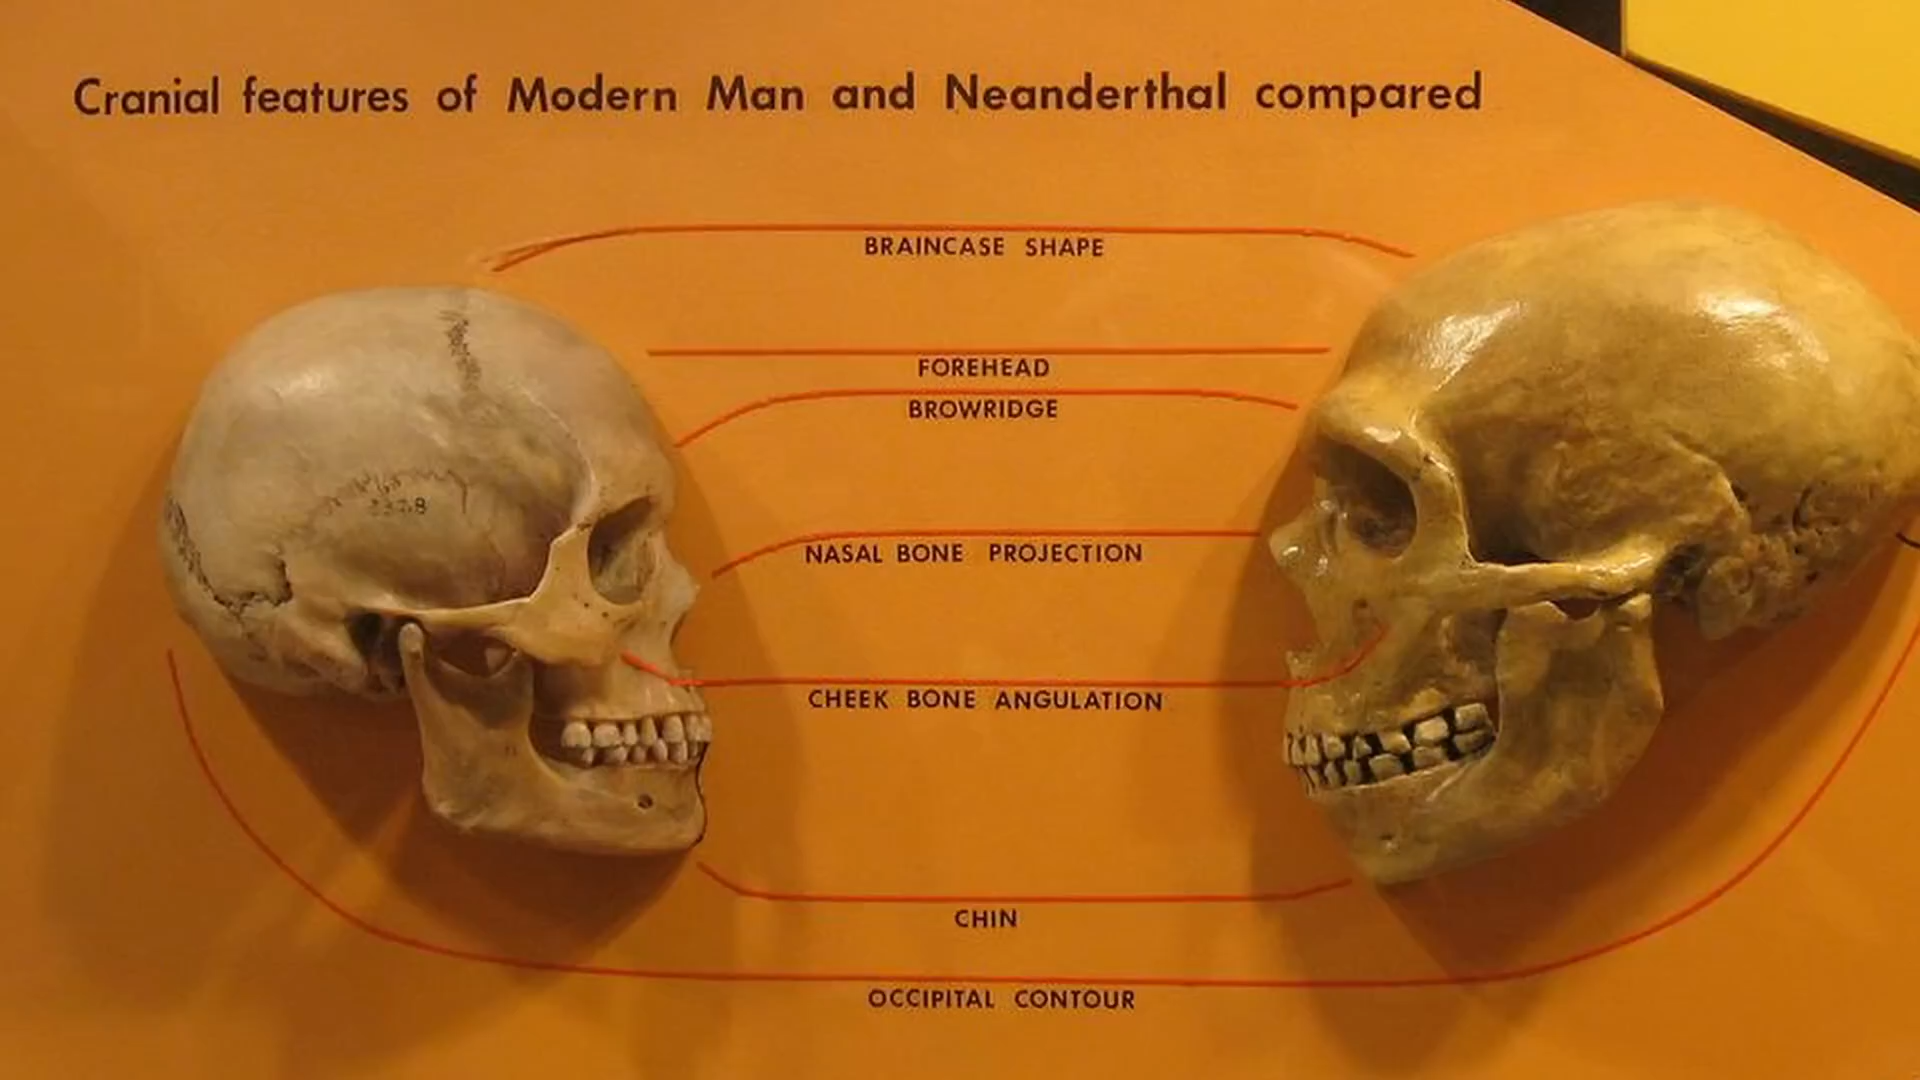 Cranial features of Modern Man and Neanderthal compared
BRAINCASE SHAPE
FOREHEAD
BROWRIDGE
NASAL BONE PROJECTION
CHEEK BONE ANGULATION
CHIN
OCCIPITAL CONTOUR